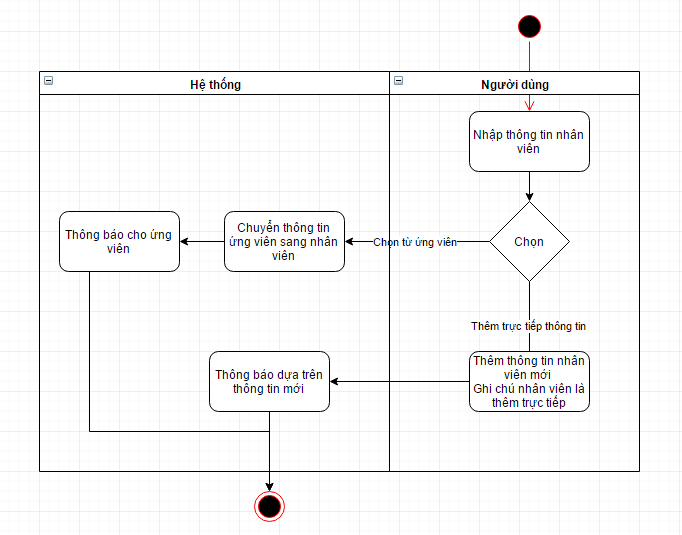 Hệ thống
Người dùng
Nhập thông tin nhân
viên
Chọn
Chọn từ ứng viên
Chuyển thông tin
ứng viên sang nhân
viên
Thông báo cho ứng
viên
Thêm trực tiếp thông tin
Thêm thông tin nhân
viên mới
Ghi chú nhân viên là
thêm trực tiếp
Thông báo dựa trên
thông tin mới